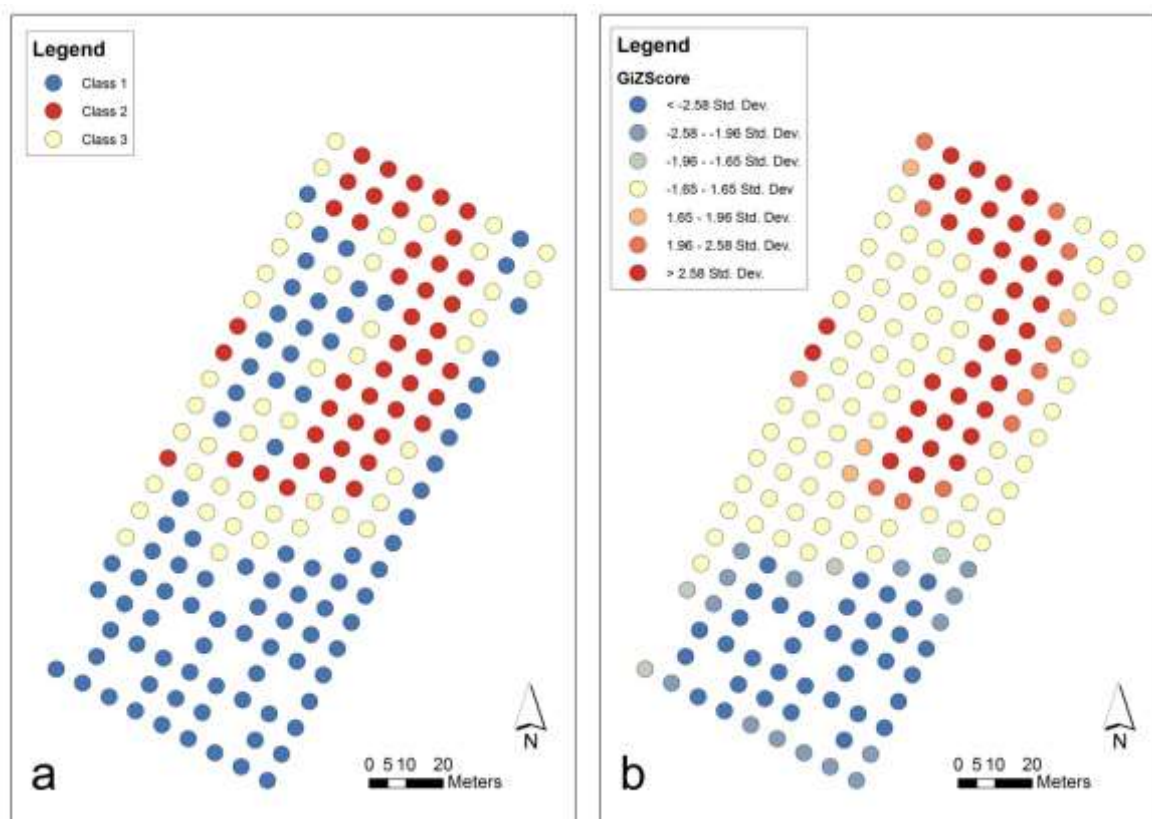 Legend
Class 1
Class 2
Class 3
a
N
0 5 10 20
Meters
Legend
GiZScore
< -2.58 Std. Dev.
-2.58 - -1.96 Std. Dev.
-1.96 - -1.65 Std. Dev.
-1.65 - 1.65 Std. Dev
1.65 - 1.96 Std. Dev.
1.96 - 2.58 Std. Dev.
> 2.58 Std. Dev.
b
N
0 5 10 20
Meters